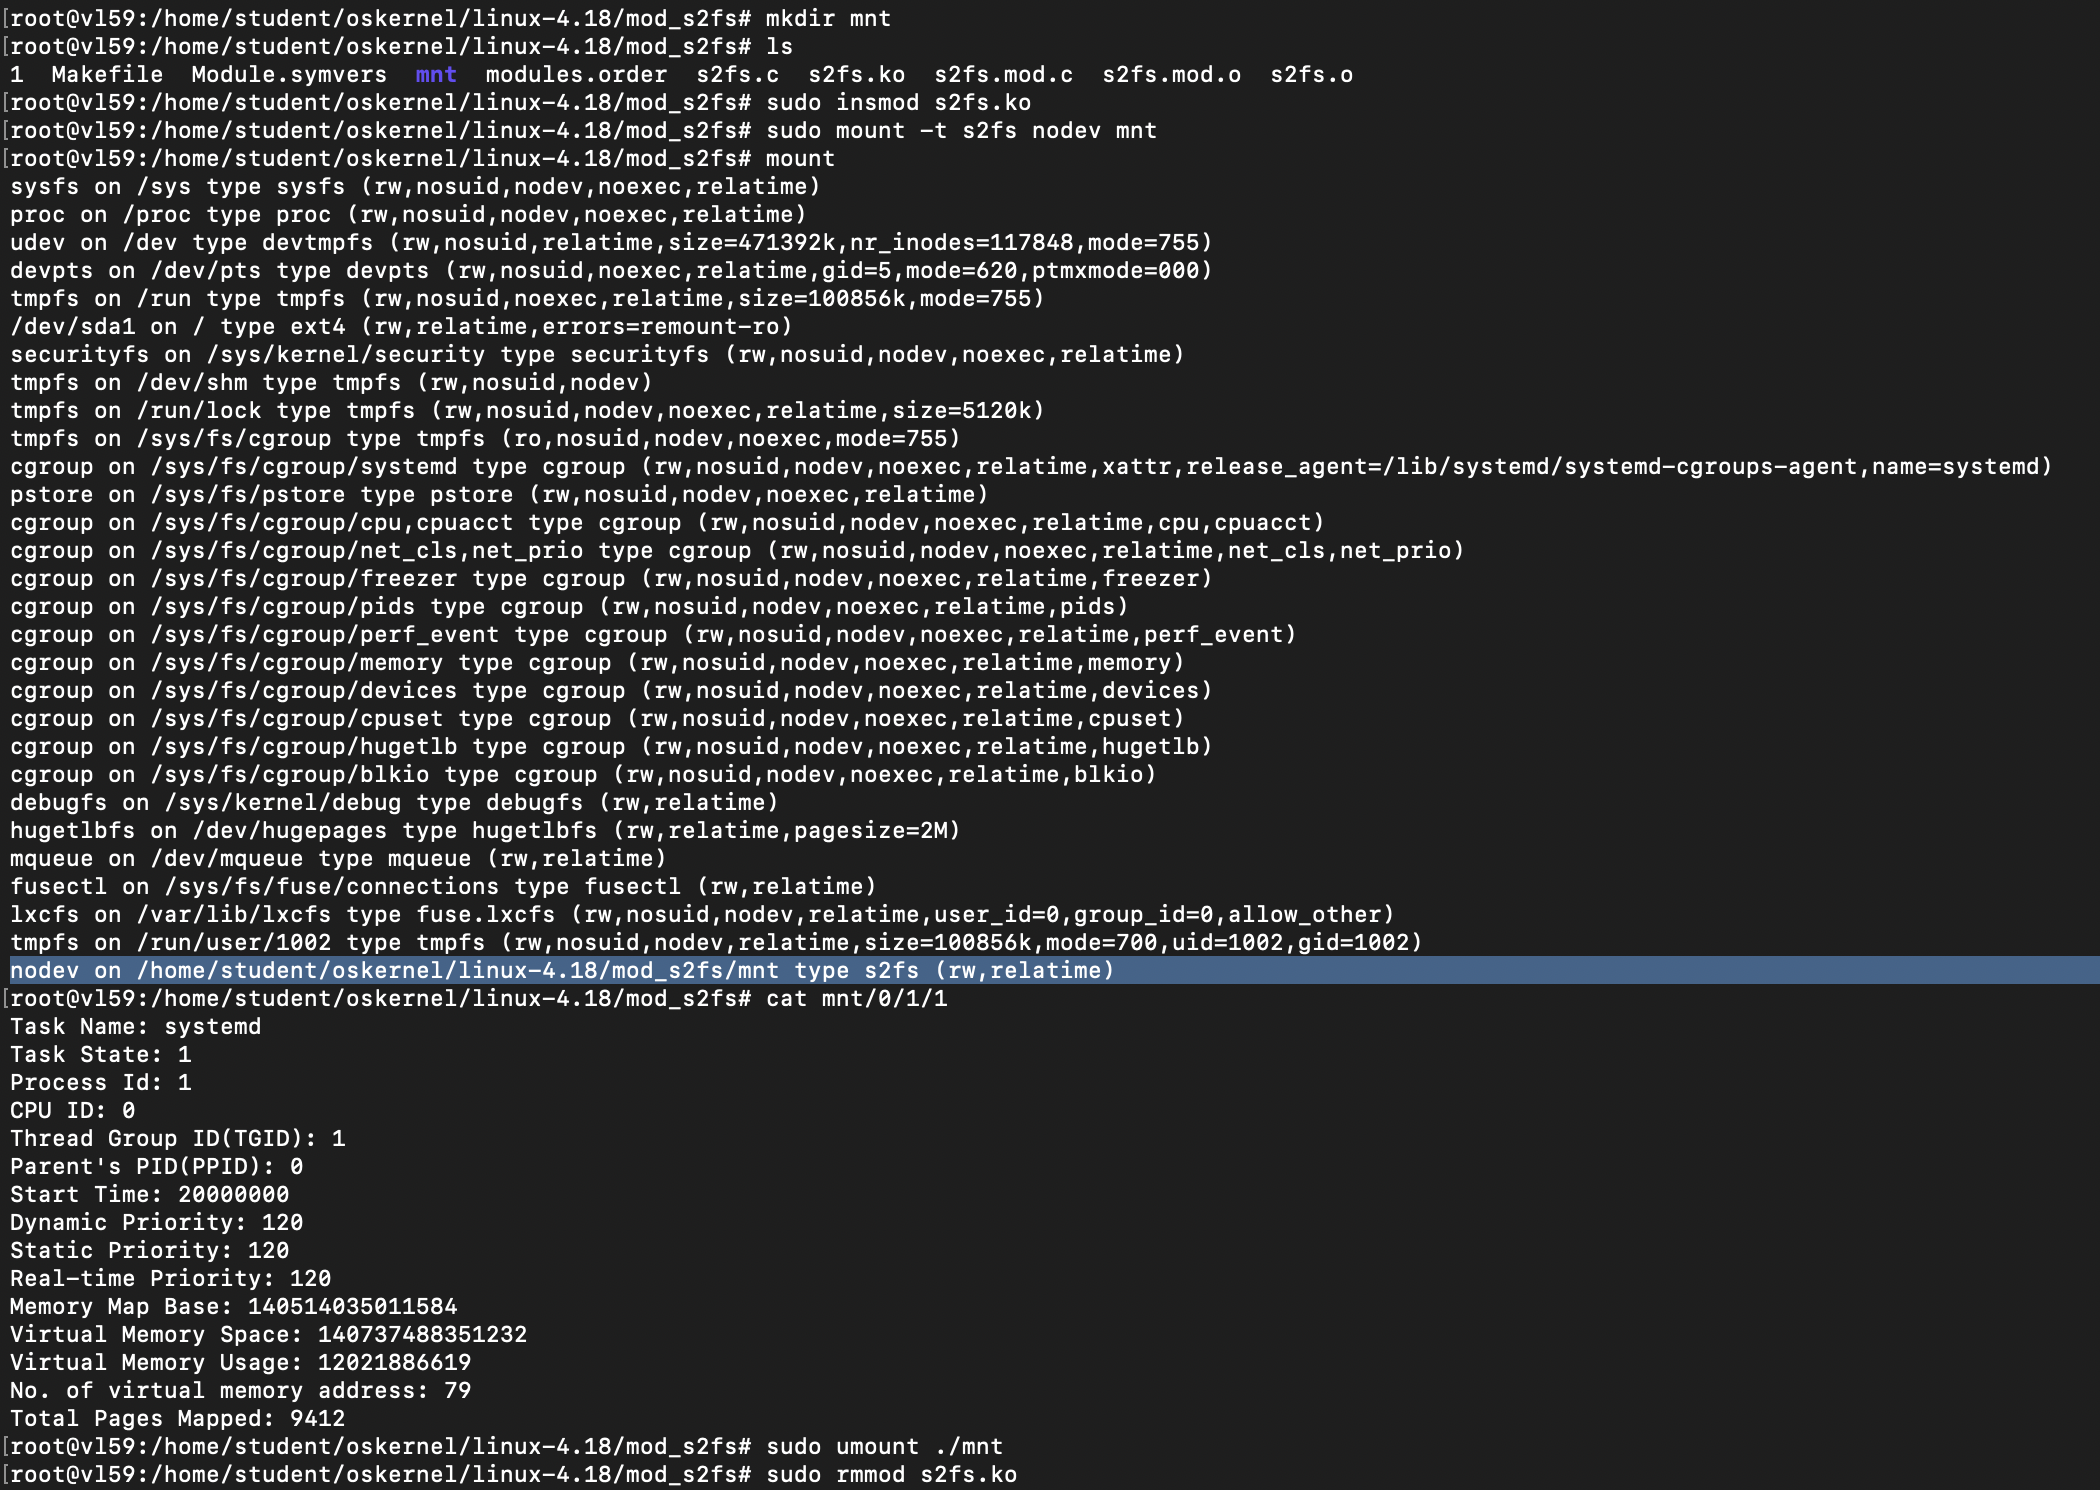 [root@vl59:/home/student/oskernel/linux-4.18/mod_s2fs# mkdir mnt
[root@vl59:/home/student/oskernel/linux-4.18/mod_s2fs# ls
1  Makefile  Module.symvers  mnt  modules.order  s2fs.c  s2fs.ko  s2fs.mod.c  s2fs.mod.o  s2fs.o
[root@vl59:/home/student/oskernel/linux-4.18/mod_s2fs# sudo insmod s2fs.ko
[root@vl59:/home/student/oskernel/linux-4.18/mod_s2fs# sudo mount -t s2fs nodev mnt
[root@vl59:/home/student/oskernel/linux-4.18/mod_s2fs# mount
sysfs on /sys type sysfs (rw,nosuid,nodev,noexec,relatime)
proc on /proc type proc (rw,nosuid,nodev,noexec,relatime)
udev on /dev type devtmpfs (rw,nosuid,relatime,size=471392k,nr_inodes=117848,mode=755)
devpts on /dev/pts type devpts (rw,nosuid,noexec,relatime,gid=5,mode=620,ptmxmode=000)
tmpfs on /run type tmpfs (rw,nosuid,noexec,relatime,size=100856k,mode=755)
/dev/sda1 on / type ext4 (rw,relatime,errors=remount-ro)
securityfs on /sys/kernel/security type securityfs (rw,nosuid,nodev,noexec,relatime)
tmpfs on /dev/shm type tmpfs (rw,nosuid,nodev)
tmpfs on /run/lock type tmpfs (rw,nosuid,nodev,noexec,relatime,size=5120k)
tmpfs on /sys/fs/cgroup type tmpfs (ro,nosuid,nodev,noexec,mode=755)
cgroup on /sys/fs/cgroup/systemd type cgroup (rw,nosuid,nodev,noexec,relatime,xattr,release_agent=/lib/systemd/systemd-cgroups-agent,name=systemd)
pstore on /sys/fs/pstore type pstore (rw,nosuid,nodev,noexec,relatime)
cgroup on /sys/fs/cgroup/cpu,cpuacct type cgroup (rw,nosuid,nodev,noexec,relatime,cpu,cpuacct)
cgroup on /sys/fs/cgroup/net_cls,net_prio type cgroup (rw,nosuid,nodev,noexec,relatime,net_cls,net_prio)
cgroup on /sys/fs/cgroup/freezer type cgroup (rw,nosuid,nodev,noexec,relatime,freezer)
cgroup on /sys/fs/cgroup/pids type cgroup (rw,nosuid,nodev,noexec,relatime,pids)
cgroup on /sys/fs/cgroup/perf_event type cgroup (rw,nosuid,nodev,noexec,relatime,perf_event)
cgroup on /sys/fs/cgroup/memory type cgroup (rw,nosuid,nodev,noexec,relatime,memory)
cgroup on /sys/fs/cgroup/devices type cgroup (rw,nosuid,nodev,noexec,relatime,devices)
cgroup on /sys/fs/cgroup/cpuset type cgroup (rw,nosuid,nodev,noexec,relatime,cpuset)
cgroup on /sys/fs/cgroup/hugetlb type cgroup (rw,nosuid,nodev,noexec,relatime,hugetlb)
cgroup on /sys/fs/cgroup/blkio type cgroup (rw,nosuid,nodev,noexec,relatime,blkio)
debugfs on /sys/kernel/debug type debugfs (rw,relatime)
hugetlbfs on /dev/hugepages type hugetlbfs (rw,relatime,pagesize=2M)
mqueue on /dev/mqueue type mqueue (rw,relatime)
fusectl on /sys/fs/fuse/connections type fusectl (rw,relatime)
lxcfs on /var/lib/lxcfs type fuse.lxcfs (rw,nosuid,nodev,relatime,user_id=0,group_id=0,allow_other)
tmpfs on /run/user/1002 type tmpfs (rw,nosuid,nodev,relatime,size=100856k,mode=700,uid=1002,gid=1002)
nodev on /home/student/oskernel/linux-4.18/mod_s2fs/mnt type s2fs (rw,relatime)
[root@vl59:/home/student/oskernel/linux-4.18/mod_s2fs# cat mnt/0/1/1
Task Name: systemd
Task State: 1
Process Id: 1
CPU ID: 0
Thread Group ID(TGID): 1
Parent's PID(PPID): 0
Start Time: 20000000
Dynamic Priority: 120
Static Priority: 120
Real-time Priority: 120
Memory Map Base: 140514035011584
Virtual Memory Space: 140737488351232
Virtual Memory Usage: 12021886619
No. of virtual memory address: 79
Total Pages Mapped: 9412
[root@vl59:/home/student/oskernel/linux-4.18/mod_s2fs# sudo umount ./mnt
[root@vl59:/home/student/oskernel/linux-4.18/mod_s2fs# sudo rmmod s2fs.ko